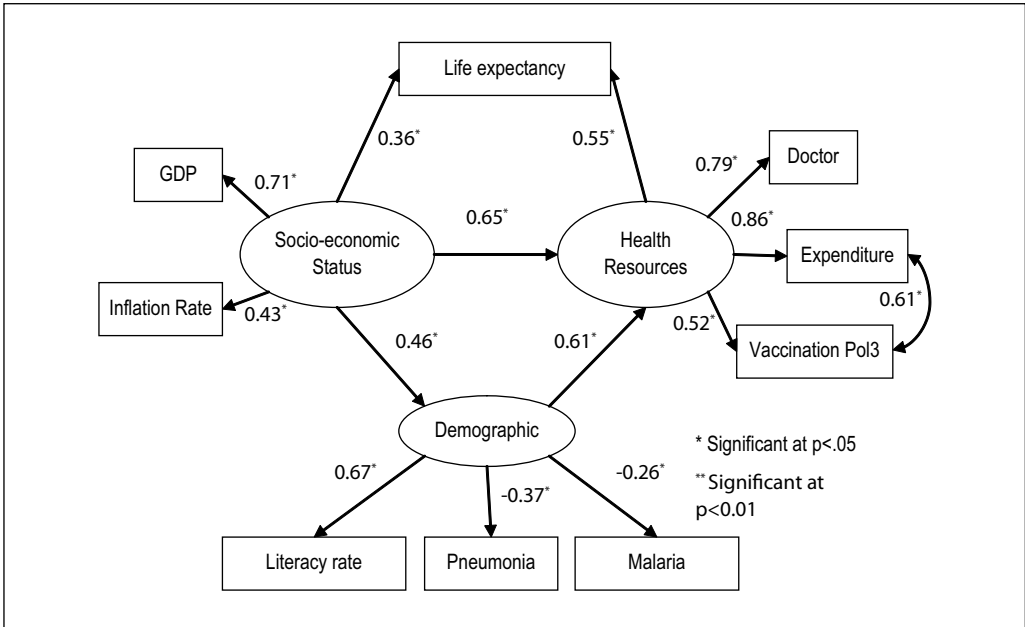 Life expectancy
0.36*
0.55*
GDP
0.71*
0.79*
Doctor
Socio-economic
Status
0.65*
Health
Resources
0.86*
Expenditure
Inflation Rate
0.43*
0.61*
0.52*
Vaccination Pol3
0.46*
0.61*
Demographic
* Significant at p<.05
0.67*
-0.37*
-0.26*
** Significant at
p<0.01
Literacy rate
Pneumonia
Malaria